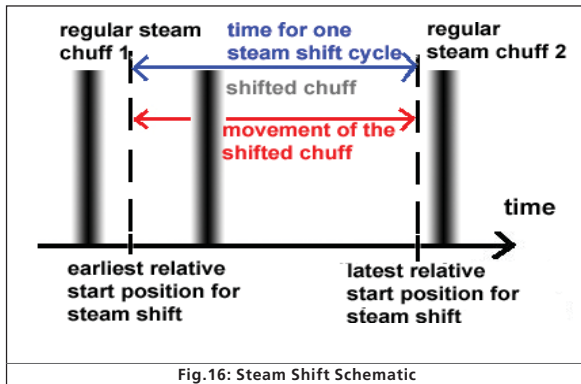 regular steam
chuff 1
time for one
steam shift cycle
regular
steam chuff 2
shifted chuff
movement of the
shifted chuff
time
earliest relative
start position for
steam shift
latest relative
start position for
steam shift
Fig.16: Steam Shift Schematic